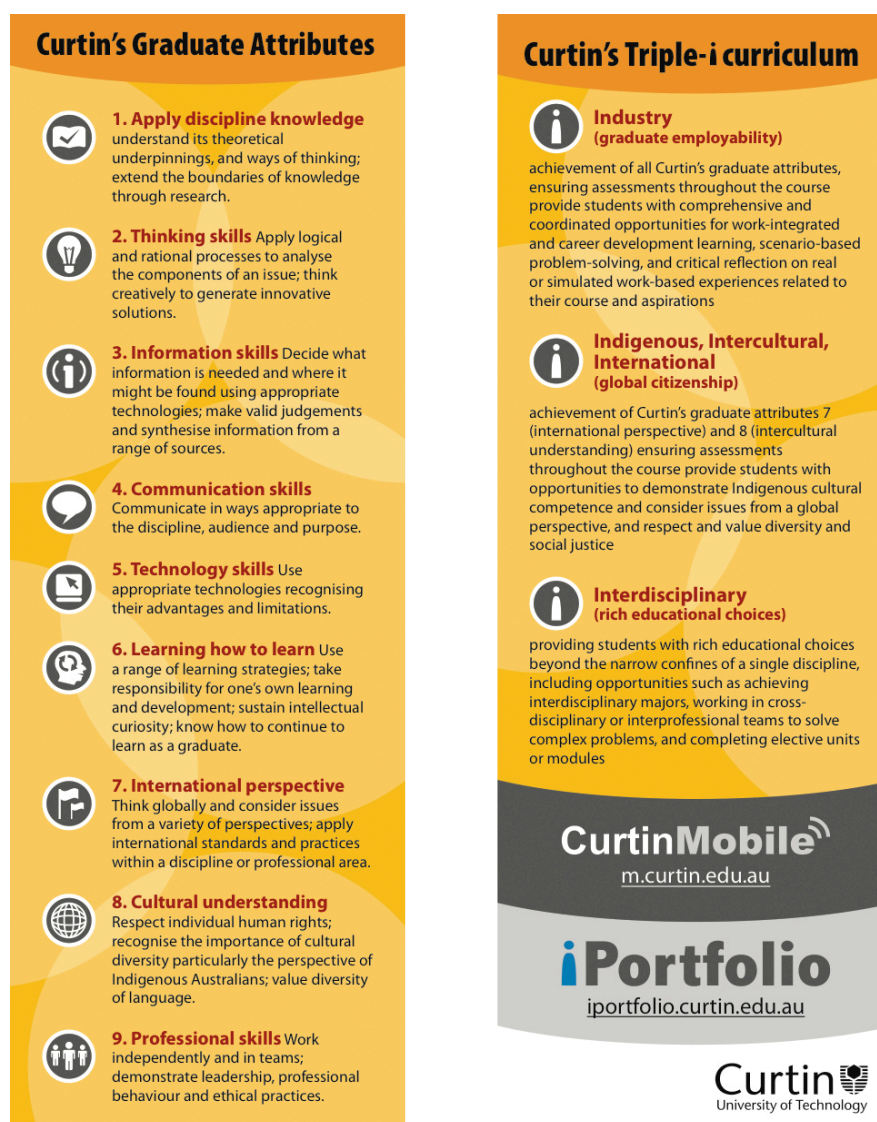 Curtin's Graduate Attributes
1. Apply discipline knowledge
understand its theoretical
underpinnings, and ways of thinking;
extend the boundaries of knowledge
through research.
2. Thinking skills Apply logical
and rational processes to analyse
the components of an issue; think
creatively to generate innovative
solutions.
3. Information skills Decide what
information is needed and where it
might be found using appropriate
technologies; make valid judgements
and synthesise information from a
range of sources.
4. Communication skills
Communicate in ways appropriate to
the discipline, audience and purpose.
5. Technology skills Use
appropriate technologies recognising
their advantages and limitations.
6. Learning how to learn Use
a range of learning strategies; take
responsibility for one's own learning
and development; sustain intellectual
curiosity; know how to continue to
learn as a graduate.
7. International perspective
Think globally and consider issues
from a variety of perspectives; apply
international standards and practices
within a discipline or professional area.
8. Cultural understanding
Respect individual human rights;
recognise the importance of cultural
diversity particularly the perspective of
Indigenous Australians; value diversity
of language.
9. Professional skills Work
independently and in teams;
demonstrate leadership, professional
behaviour and ethical practices.
Curtin's Triple-i curriculum
Industry
(graduate employability)
achievement of all Curtin's graduate attributes,
ensuring assessments throughout the course
provide students with comprehensive and
coordinated opportunities for work-integrated
and career development learning, scenario-based
problem-solving, and critical reflection on real
or simulated work-based experiences related to
their course and aspirations
Indigenous, Intercultural,
International
(global citizenship)
achievement of Curtin's graduate attributes 7
(international perspective) and 8 (intercultural
understanding) ensuring assessments
throughout the course provide students with
opportunities to demonstrate Indigenous cultural
competence and consider issues from a global
perspective, and respect and value diversity and
social justice
Interdisciplinary
(rich educational choices)
providing students with rich educational choices
beyond the narrow confines of a single discipline,
including opportunities such as achieving
interdisciplinary majors, working in cross-
disciplinary or interprofessional teams to solve
complex problems, and completing elective units
or modules
CurtinMobile
m.curtin.edu.au
iPortfolio
iportfolio.curtin.edu.au
Curtin
University of Technology